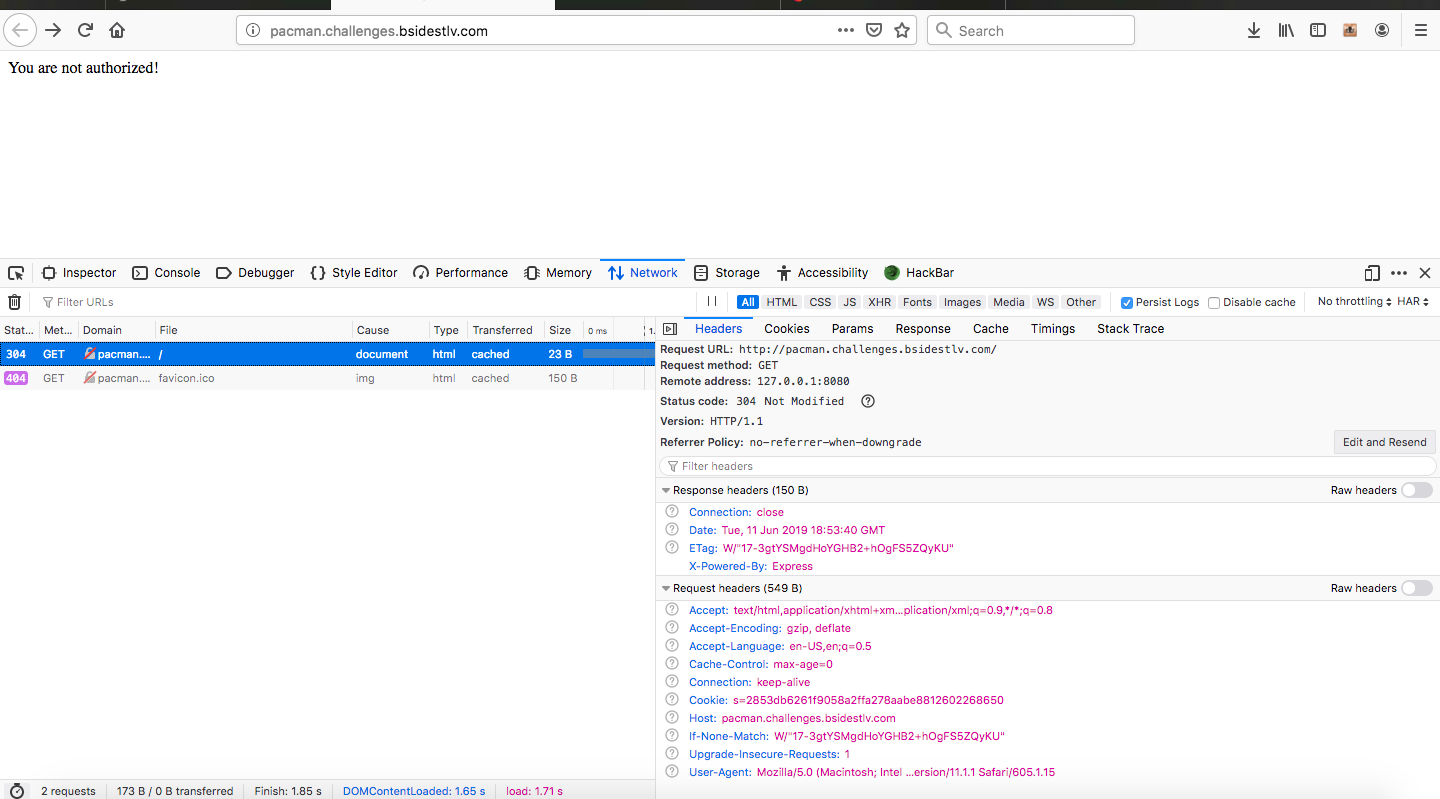 pacman.challenges.bsidestlv.com
Search
You are not authorized!
Inspector Console Debugger Style Editor Performance Memory Network Storage Accessibility HackBar
Filter URLs
All HTML CSS JS XHR Fonts Images Media WS Other Persist Logs Disable cache No throttling HAR
Stat... Met... Domain File Cause Type Transferred Size 0 ms 1.
304 GET pacman.... / document html cached 23 B
404 GET pacman.... favicon.ico img html cached 150 B
Headers Cookies Params Response Cache Timings Stack Trace
Request URL: http://pacman.challenges.bsidestlv.com/
Request method: GET
Remote address: 127.0.0.1:8080
Status code: 304 Not Modified
Version: HTTP/1.1
Referrer Policy: no-referrer-when-downgrade
Edit and Resend
Filter headers
Response headers (150 B) Raw headers
Connection: close
Date: Tue, 11 Jun 2019 18:53:40 GMT
ETag: W/"17-3gtYSMgdHoYGHB2+hOgFS5ZQyKU"
X-Powered-By: Express
Request headers (549 B) Raw headers
Accept: text/html,application/xhtml+xm...plication/xml;q=0.9,*/*;q=0.8
Accept-Encoding: gzip, deflate
Accept-Language: en-US,en;q=0.5
Cache-Control: max-age=0
Connection: keep-alive
Cookie: s=2853db6261f9058a2ffa278aabe8812602268650
Host: pacman.challenges.bsidestlv.com
If-None-Match: W/"17-3gtYSMgdHoYGHB2+hOgFS5ZQyKU"
Upgrade-Insecure-Requests: 1
User-Agent: Mozilla/5.0 (Macintosh; Intel ...ersion/11.1.1 Safari/605.1.15
2 requests 173 B / 0 B transferred Finish: 1.85 s DOMContentLoaded: 1.65 s load: 1.71 s